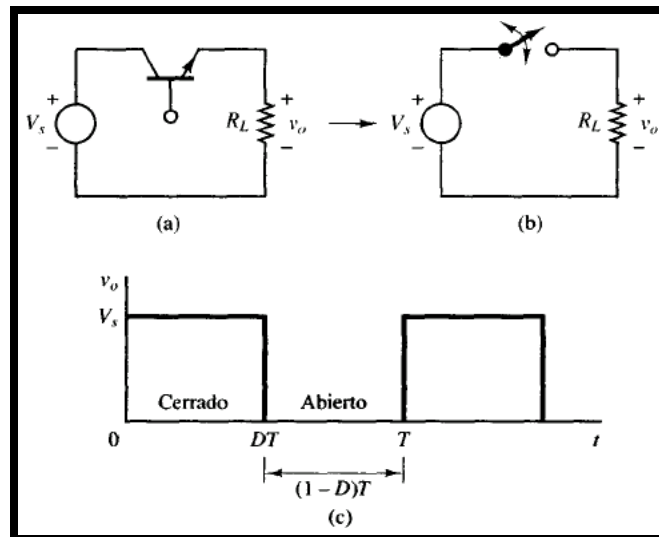 +
V_s
−
R_L
+
v_o
−
(a)
+
V_s
−
R_L
+
v_o
−
(b)
v_o
V_s
Cerrado
Abierto
0
DT
T
t
(1 − D)T
(c)